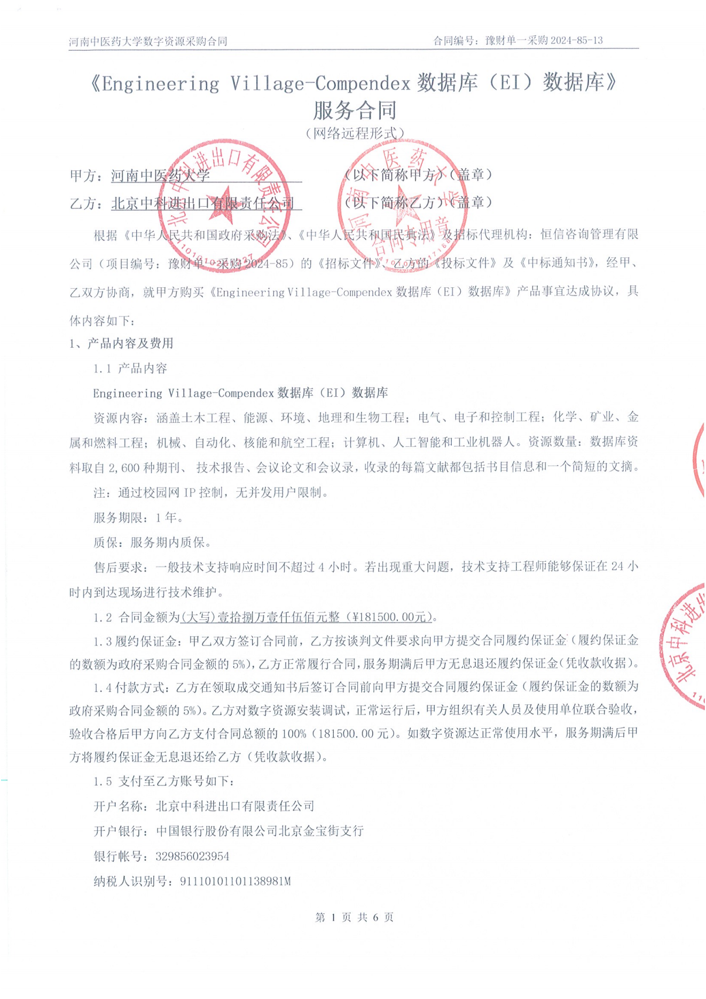 河南中医药大学数字资源采购合同 合同编号：豫财单一采购 2024-85-13
《Engineering Village-Compendex 数据库（EI）数据库》
服务合同
（网络远程形式）
甲方：河南中医药大学 （以下简称甲方）（盖章）
乙方：北京中科进出口有限责任公司 （以下简称乙方）（盖章）
北京中科进出口有限责任公司
河南中医药大学
合同专用章
根据《中华人民共和国政府采购法》、《中华人民共和国民典法》及招标代理机构：恒信咨询管理有限
公司（项目编号：豫财单一采购 2024-85）的《招标文件》、乙方的《投标文件》及《中标通知书》，经甲、
乙双方协商，就甲方购买《Engineering Village-Compendex 数据库（EI）数据库》产品事宜达成协议，具
体内容如下：
1、产品内容及费用
1.1 产品内容
Engineering Village-Compendex 数据库（EI）数据库
资源内容：涵盖土木工程、能源、环境、地理和生物工程；电气、电子和控制工程；化学、矿业、金
属和燃料工程；机械、自动化、核能和航空工程；计算机、人工智能和工业机器人。资源数量：数据库资
料取自 2,600 种期刊、 技术报告、会议论文和会议录，收录的每篇文献都包括书目信息和一个简短的文摘。
注：通过校园网 IP 控制，无并发用户限制。
服务期限：1 年。
质保：服务期内质保。
售后要求：一般技术支持响应时间不超过 4 小时。若出现重大问题，技术支持工程师能够保证在 24 小
时内到达现场进行技术维护。
1.2 合同金额为(大写)壹拾捌万壹仟伍佰元整（¥181500.00元）。
1.3 履约保证金：甲乙双方签订合同前，乙方按谈判文件要求向甲方提交合同履约保证金（履约保证金
的数额为政府采购合同金额的 5%），乙方正常履行合同，服务期满后甲方无息退还履约保证金（凭收款收据）。
1.4 付款方式：乙方在领取成交通知书后签订合同前向甲方提交合同履约保证金（履约保证金的数额为
政府采购合同金额的 5%）。乙方对数字资源安装调试，正常运行后，甲方组织有关人员及使用单位联合验收，
验收合格后甲方向乙方支付合同总额的 100%（181500.00 元）。如数字资源达正常使用水平，服务期满后甲
方将履约保证金无息退还给乙方（凭收款收据）。
北京中科进出
1.5 支付至乙方账号如下：
开户名称：北京中科进出口有限责任公司
开户银行：中国银行股份有限公司北京金宝街支行
银行帐号：329856023954
纳税人识别号：91110101101138981M
第 1 页 共 6 页